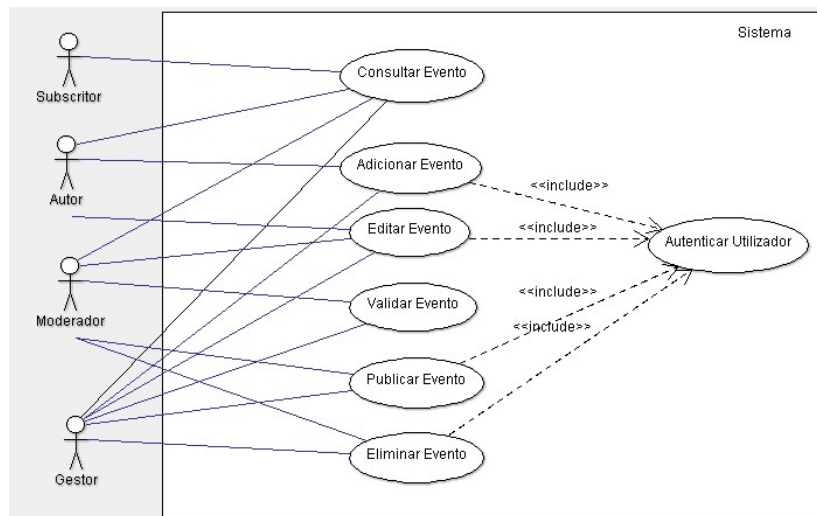 Sistema
Subscritor
Consultar Evento
Autor
Adicionar Evento
<<include>>
Editar Evento
<<include>>
Autenticar Utilizador
Moderador
Validar Evento
<<include>>
<<include>>
Publicar Evento
Eliminar Evento
Gestor